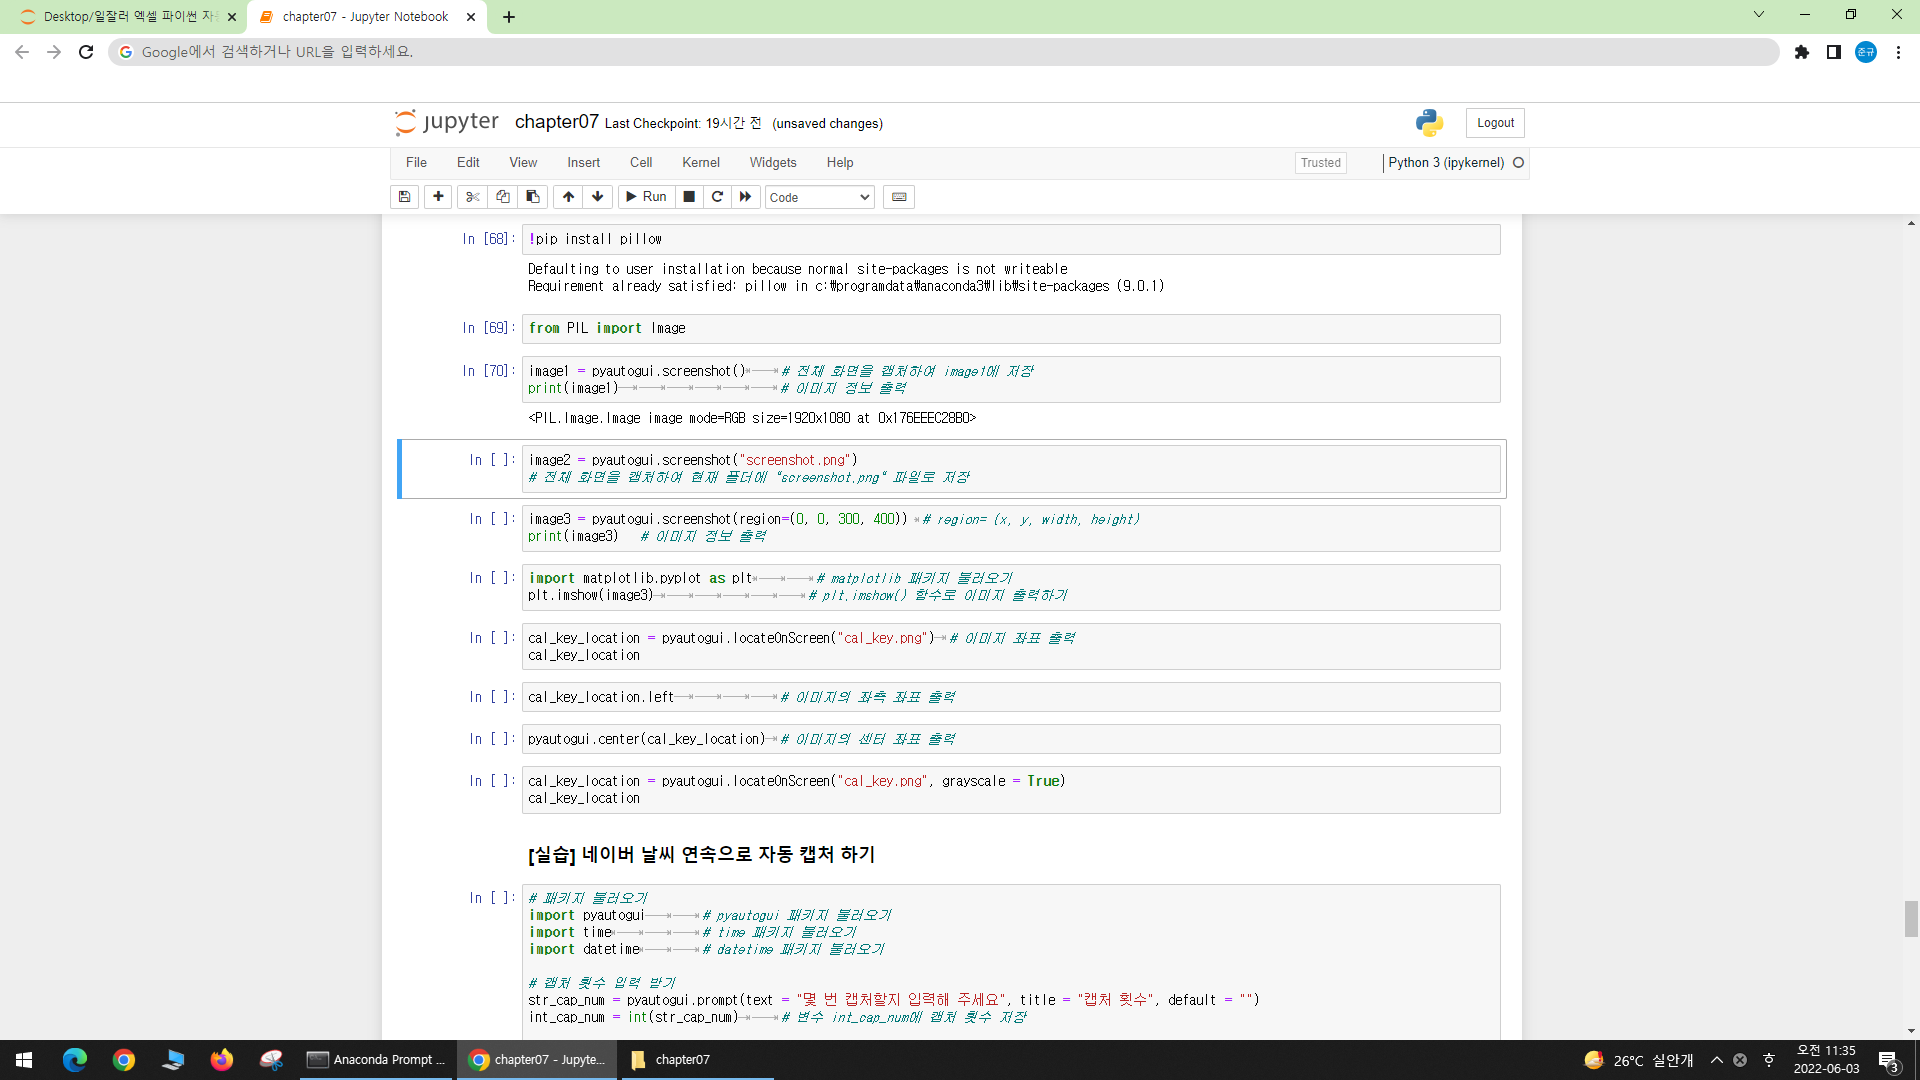 Desktop/일잘러 엑셀 파이썬 자동
chapter07 - Jupyter Notebook
Google에서 검색하거나 URL을 입력하세요.
준규
jupyter chapter07 Last Checkpoint: 19시간 전 (unsaved changes)
Logout
File Edit View Insert Cell Kernel Widgets Help
Trusted
Python 3 (ipykernel)
Run
Code
In [68]: !pip install pillow
Defaulting to user installation because normal site-packages is not writeable
Requirement already satisfied: pillow in c:₩programdata₩anaconda3₩lib₩site-packages (9.0.1)
In [69]: from PIL import Image
In [70]: image1 = pyautogui.screenshot() # 전체 화면을 캡처하여 image1에 저장
print(image1) # 이미지 정보 출력
<PIL.Image.Image image mode=RGB size=1920x1080 at 0x176EEEC28B0>
In [ ]: image2 = pyautogui.screenshot("screenshot.png")
# 전체 화면을 캡처하여 현재 폴더에 "screenshot.png" 파일로 저장
In [ ]: image3 = pyautogui.screenshot(region=(0, 0, 300, 400)) # region= (x, y, width, height)
print(image3) # 이미지 정보 출력
In [ ]: import matplotlib.pyplot as plt # matplotlib 패키지 불러오기
plt.imshow(image3) # plt.imshow() 함수로 이미지 출력하기
In [ ]: cal_key_location = pyautogui.locateOnScreen("cal_key.png") # 이미지 좌표 출력
cal_key_location
In [ ]: cal_key_location.left # 이미지의 좌측 좌표 출력
In [ ]: pyautogui.center(cal_key_location) # 이미지의 센터 좌표 출력
In [ ]: cal_key_location = pyautogui.locateOnScreen("cal_key.png", grayscale = True)
cal_key_location
[실습] 네이버 날씨 연속으로 자동 캡처 하기
In [ ]: # 패키지 불러오기
import pyautogui # pyautogui 패키지 불러오기
import time # time 패키지 불러오기
import datetime # datetime 패키지 불러오기
# 캡처 횟수 입력 받기
str_cap_num = pyautogui.prompt(text = "몇 번 캡처할지 입력해 주세요", title = "캡처 횟수", default = "")
int_cap_num = int(str_cap_num) # 변수 int_cap_num에 캡처 횟수 저장
Anaconda Prompt ...
chapter07 - Jupyte...
chapter07
26°C 실안개
오전 11:35
2022-06-03
3